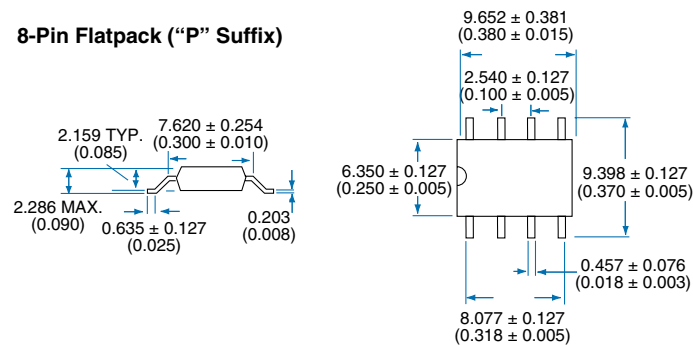 8-Pin Flatpack (“P” Suffix)
9.652 ± 0.381
(0.380 ± 0.015)
2.540 ± 0.127
(0.100 ± 0.005)
2.159 TYP.
(0.085)
7.620 ± 0.254
(0.300 ± 0.010)
6.350 ± 0.127
(0.250 ± 0.005)
9.398 ± 0.127
(0.370 ± 0.005)
2.286 MAX.
(0.090)
0.635 ± 0.127
(0.025)
0.203
(0.008)
0.457 ± 0.076
(0.018 ± 0.003)
8.077 ± 0.127
(0.318 ± 0.005)